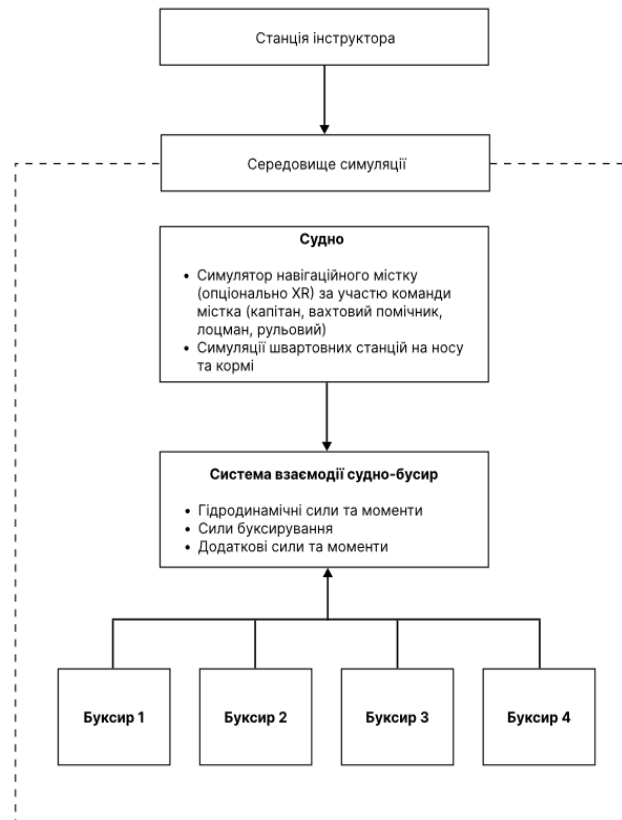 Станція інструктора
Середовище симуляції
Судно
• Симулятор навігаційного містку
(опціонально XR) за участю команди
містка (капітан, вахтовий помічник,
лоцман, рульовий)
• Симуляції швартовних станцій на носу
та кормі
Система взаємодії судно-бусир
• Гідродинамічні сили та моменти
• Сили буксирування
• Додаткові сили та моменти
Буксир 1
Буксир 2
Буксир 3
Буксир 4